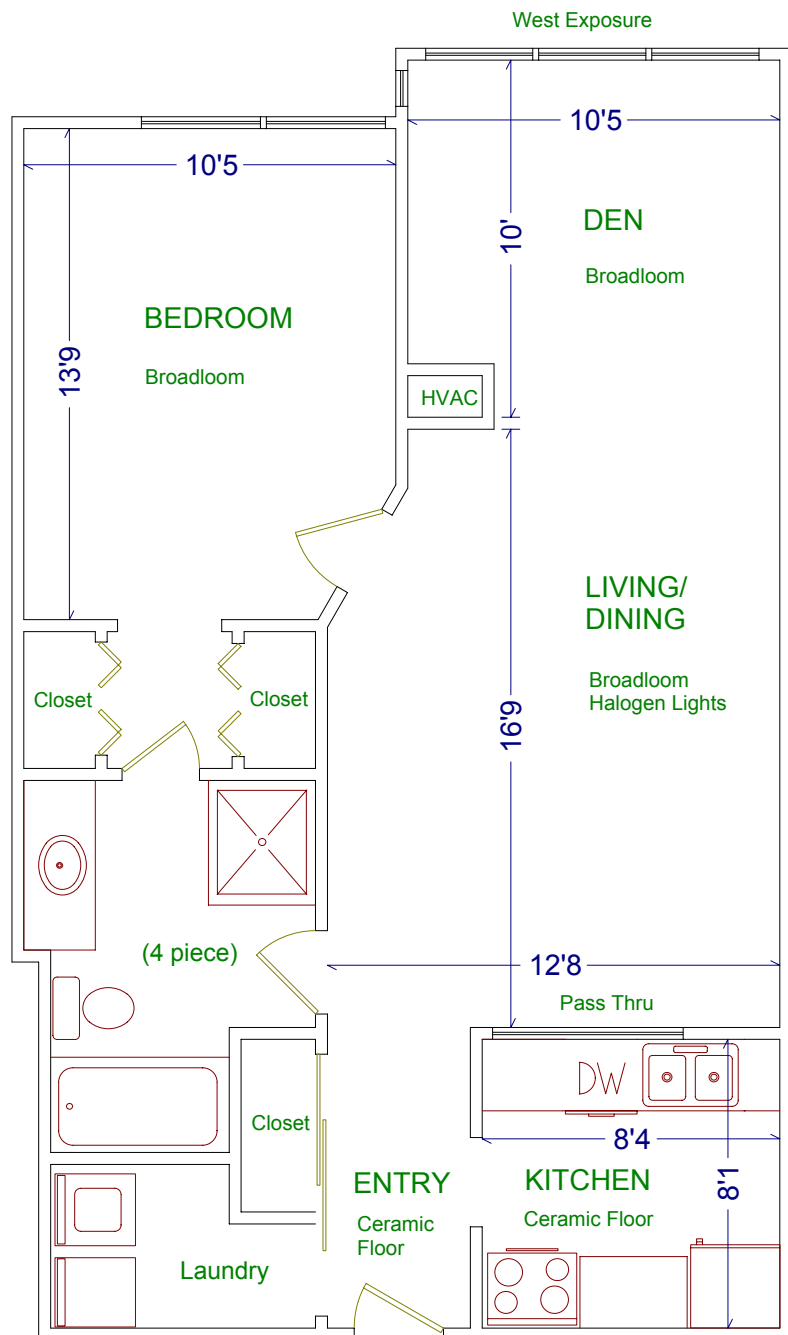 West Exposure
10'5
10'5
10'
DEN
Broadloom
BEDROOM
Broadloom
13'9
HVAC
LIVING/
DINING
Broadloom
Halogen Lights
16'9
Closet
Closet
(4 piece)
12'8
Pass Thru
DW
8'4
8'1
Closet
ENTRY
Ceramic
Floor
KITCHEN
Ceramic Floor
Laundry